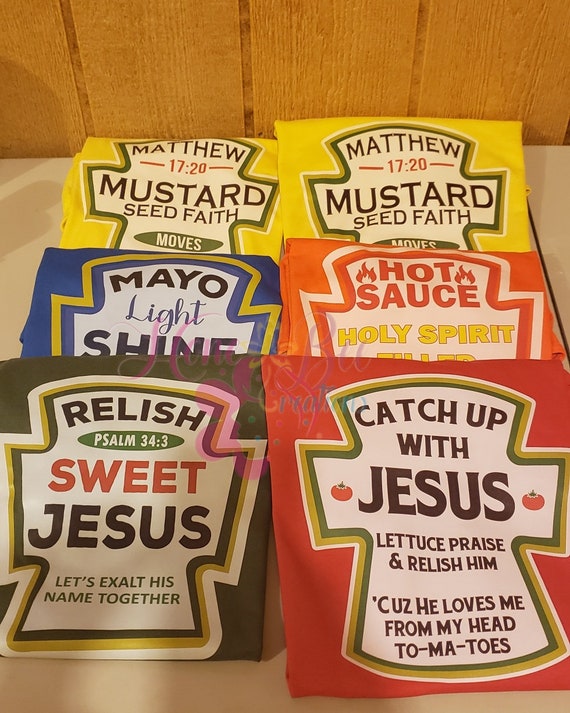 MATTHEW
17:20
MUSTARD
SEED FAITH
MOVES
MATTHEW
17:20
MUSTARD
SEED FAITH
MOVES
MAYO
Light
SHINE
HOT
SAUCE
HOLY SPIRIT
FILLED
RELISH
PSALM 34:3
SWEET
JESUS
LET'S EXALT HIS
NAME TOGETHER
CATCH UP
WITH
JESUS
LETTUCE PRAISE
& RELISH HIM
'CUZ HE LOVES ME
FROM MY HEAD
TO-MA-TOES
Creations